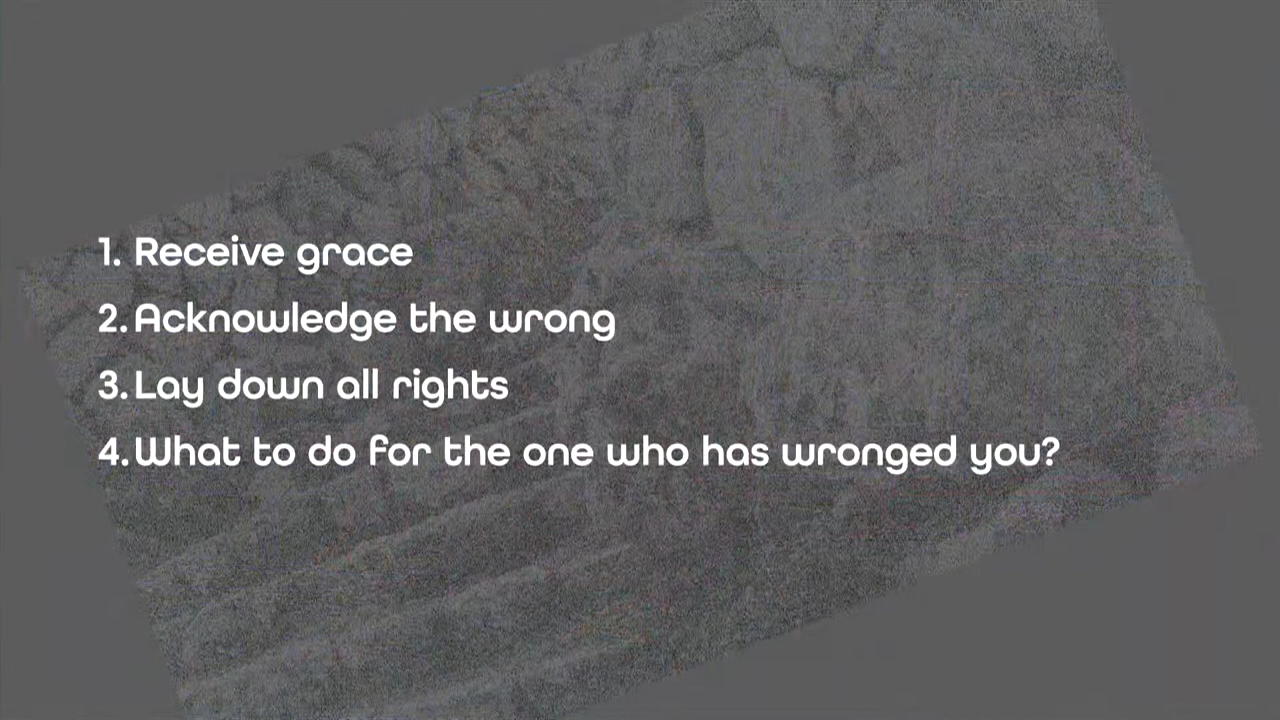 1. Receive grace
2. Acknowledge the wrong
3. Lay down all rights
4. What to do for the one who has wronged you?